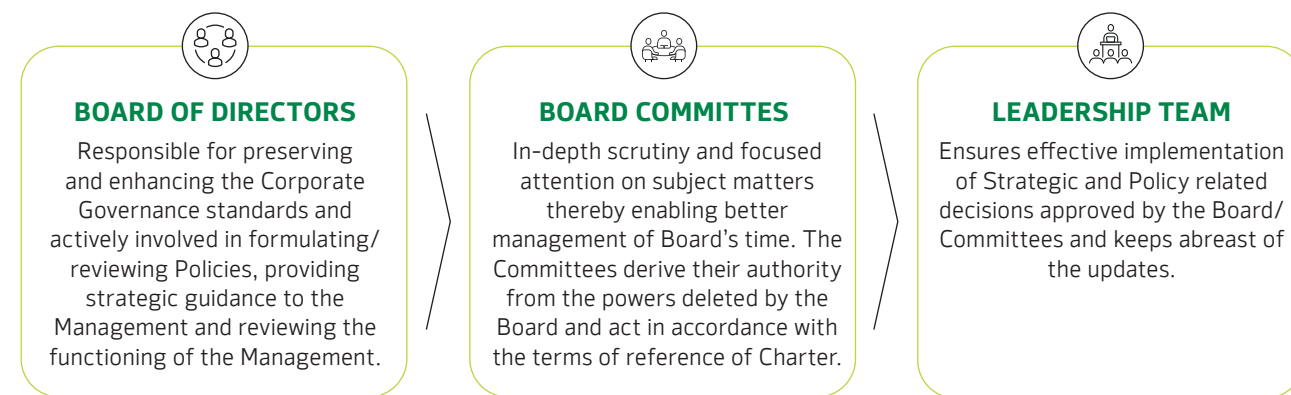 BOARD OF DIRECTORS
Responsible for preserving
and enhancing the Corporate
Governance standards and
actively involved in formulating/
reviewing Policies, providing
strategic guidance to the
Management and reviewing the
functioning of the Management.
BOARD COMMITTES
In-depth scrutiny and focused
attention on subject matters
thereby enabling better
management of Board’s time. The
Committees derive their authority
from the powers deleted by the
Board and act in accordance with
the terms of reference of Charter.
LEADERSHIP TEAM
Ensures effective implementation
of Strategic and Policy related
decisions approved by the Board/
Committees and keeps abreast of
the updates.